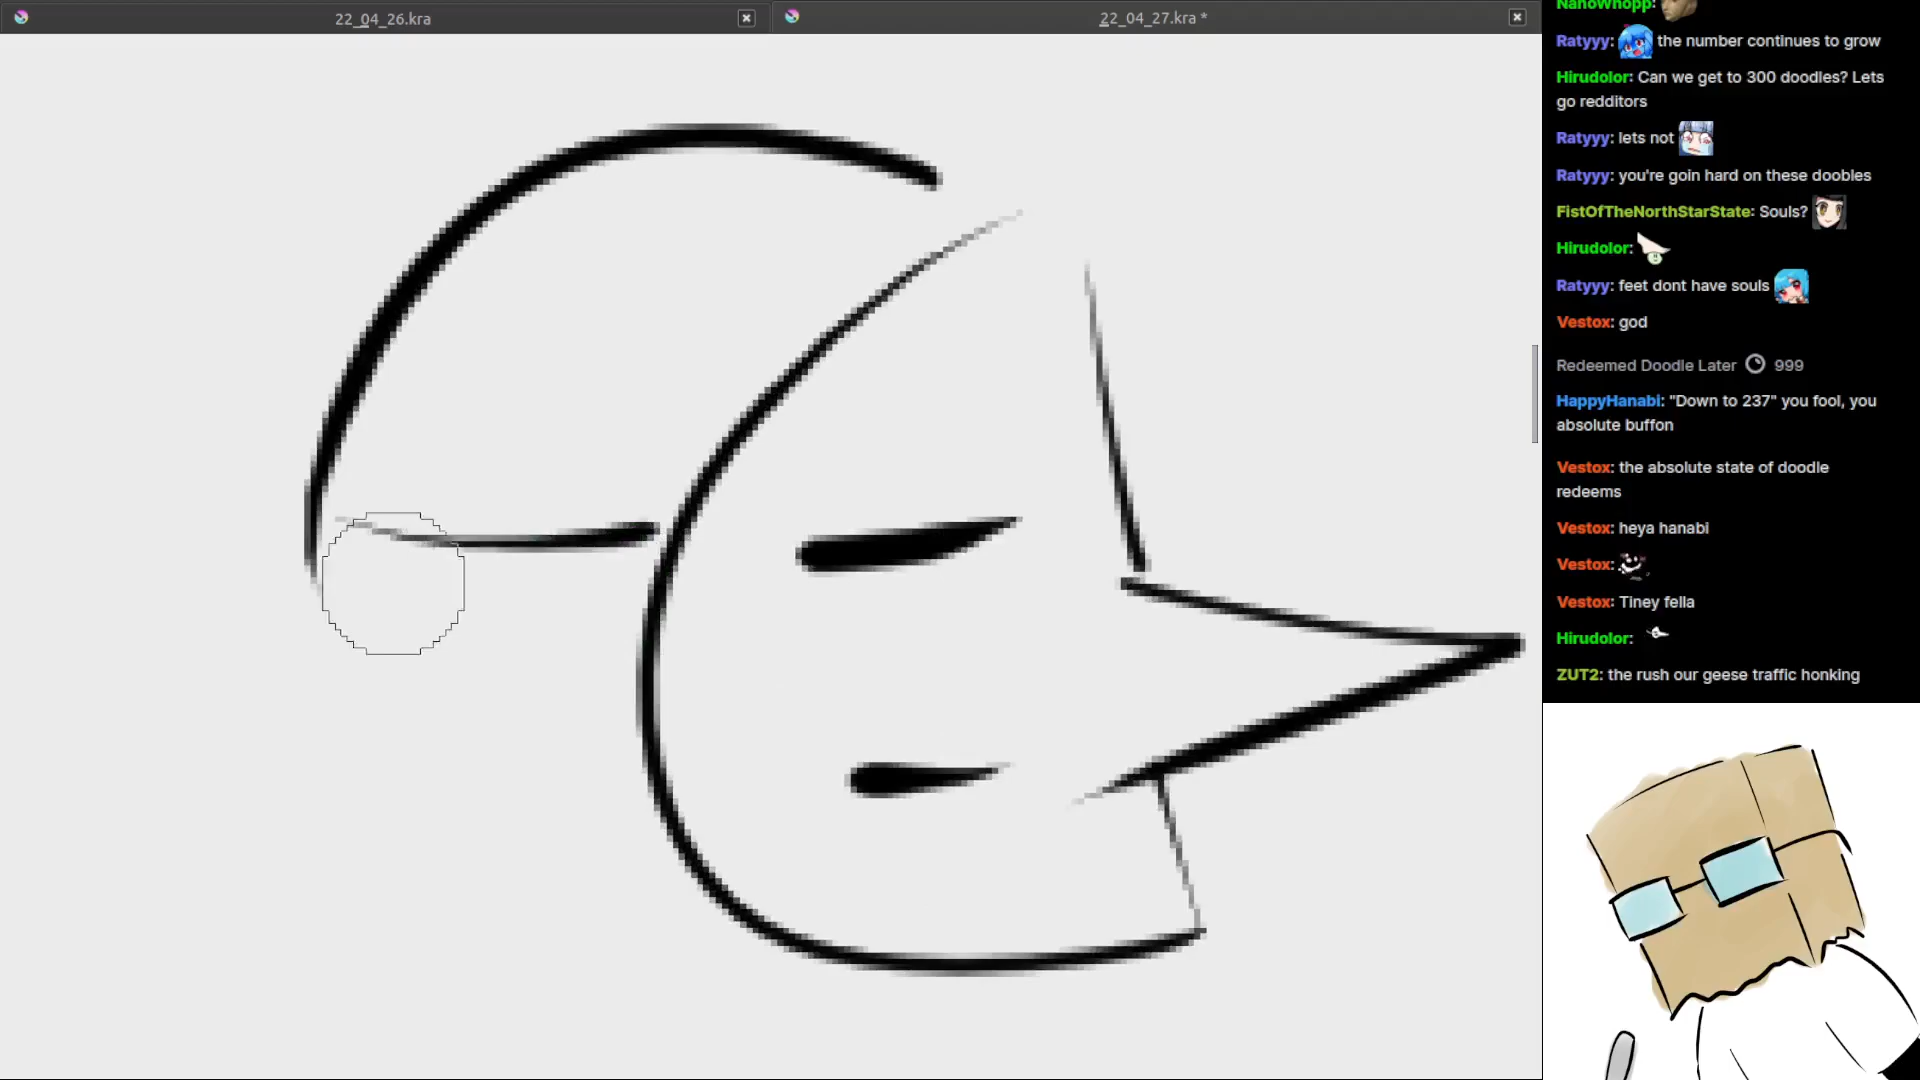 22_04_26.kra
22_04_27.kra *
NanoWhopp:
Ratyyy: the number continues to grow
Hirudolor: Can we get to 300 doodles? Lets
go redditors
Ratyyy: lets not
Ratyyy: you're goin hard on these doobles
FistOfTheNorthStarState: Souls?
Hirudolor:
Ratyyy: feet dont have souls
Vestox: god
Redeemed Doodle Later 999
HappyHanabi: "Down to 237" you fool, you
absolute buffon
Vestox: the absolute state of doodle
redeems
Vestox: heya hanabi
Vestox:
Vestox: Tiney fella
Hirudolor:
ZUT2: the rush our geese traffic honking